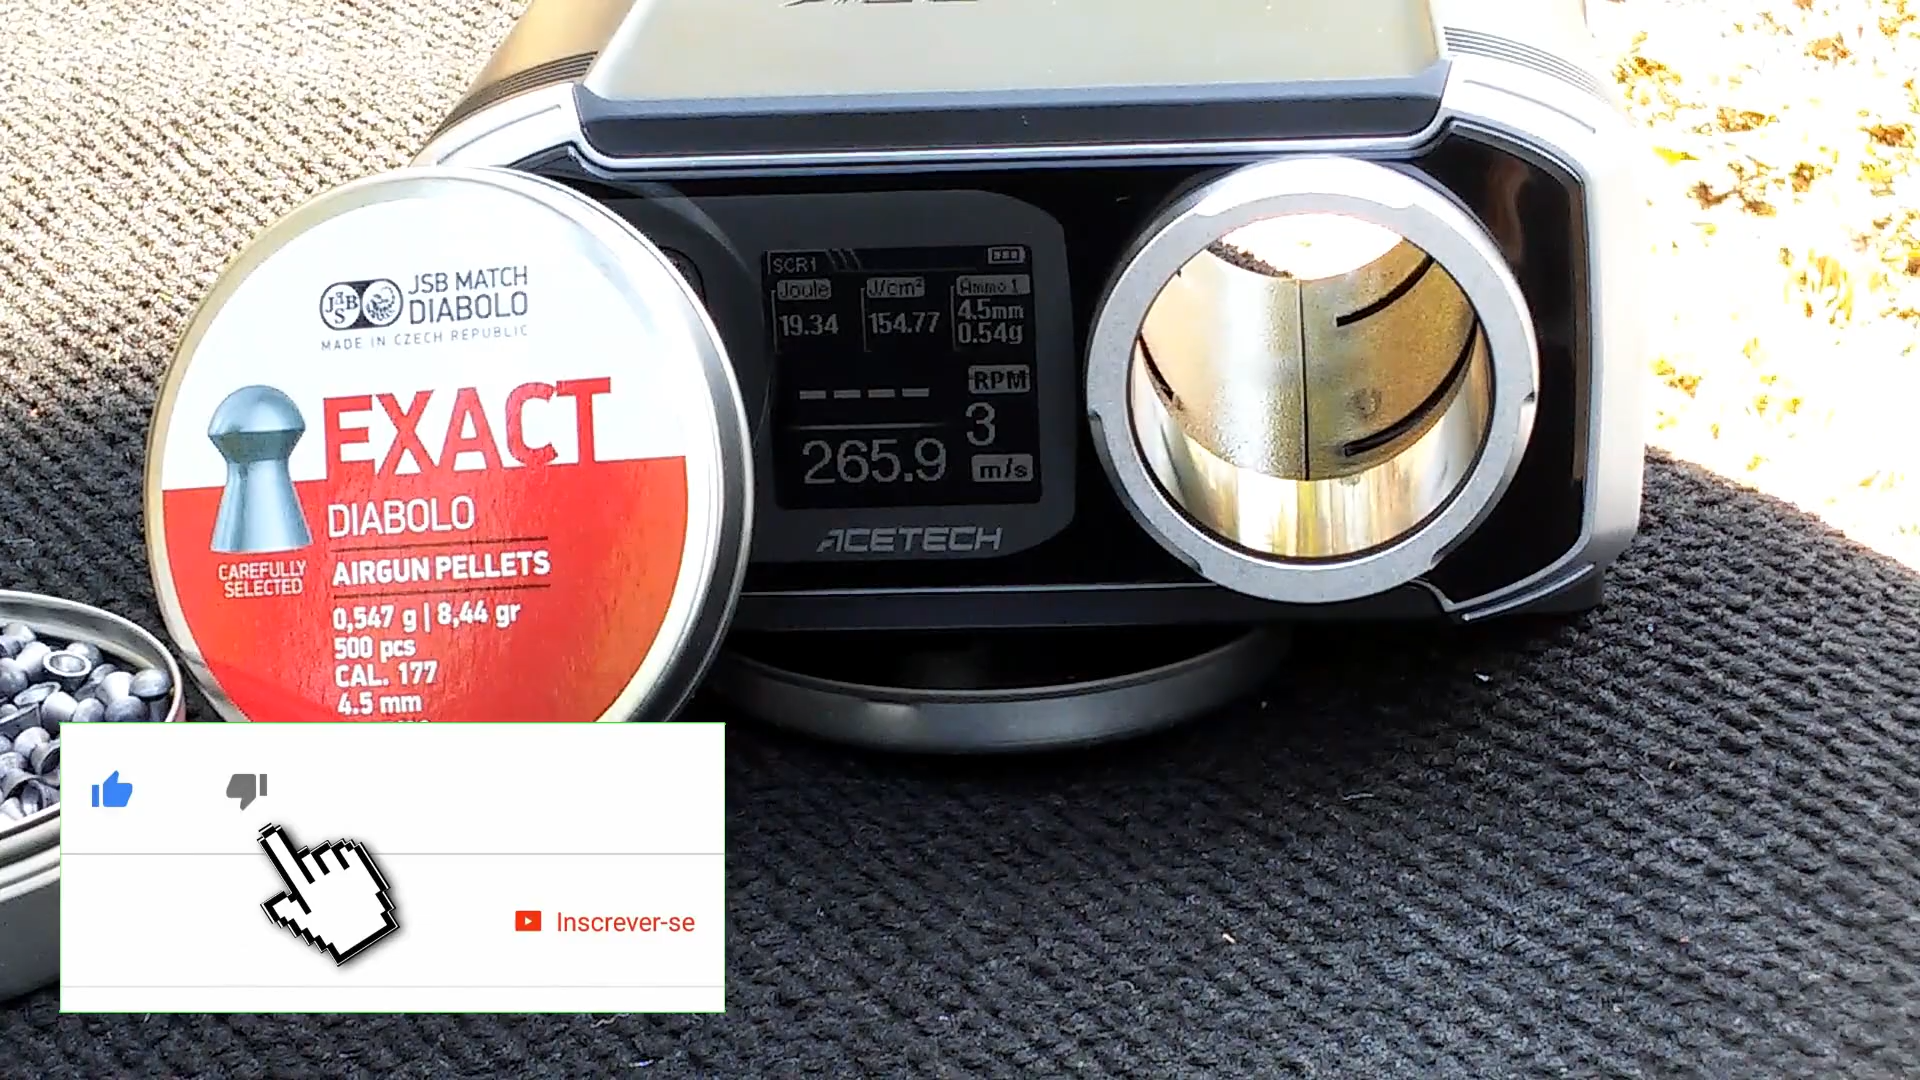 JSB
JSB MATCH
DIABOLO
MADE IN CZECH REPUBLIC
EXACT
DIABOLO
AIRGUN PELLETS
CAREFULLY
SELECTED
0,547 g | 8,44 gr
500 pcs
CAL. 177
4.5 mm
SCR1
Joule
19.34
J/cm²
154.77
Ammo 1
4.5mm
0.54g
----
RPM
3
265.9
m/s
ACETECH
Inscrever-se